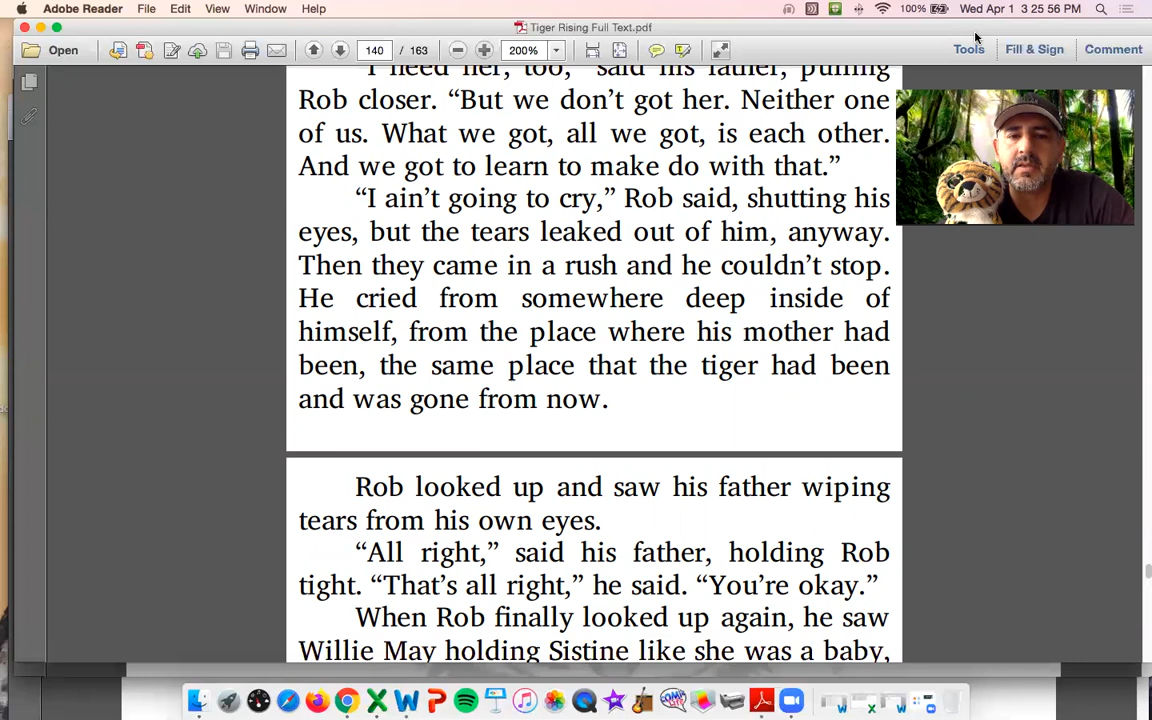 Adobe Reader File Edit View Window Help 100% Wed Apr 1 3:25:56 PM
Tiger Rising Full Text.pdf
Open 140 / 163 200% Tools Fill & Sign Comment
"I need her, too," said his father, pulling
Rob closer. “But we don’t got her. Neither one
of us. What we got, all we got, is each other.
And we got to learn to make do with that.”
“I ain’t going to cry,” Rob said, shutting his
eyes, but the tears leaked out of him, anyway.
Then they came in a rush and he couldn’t stop.
He cried from somewhere deep inside of
himself, from the place where his mother had
been, the same place that the tiger had been
and was gone from now.
Rob looked up and saw his father wiping
tears from his own eyes.
“All right,” said his father, holding Rob
tight. “That’s all right,” he said. “You’re okay.”
When Rob finally looked up again, he saw
Willie May holding Sistine like she was a baby,